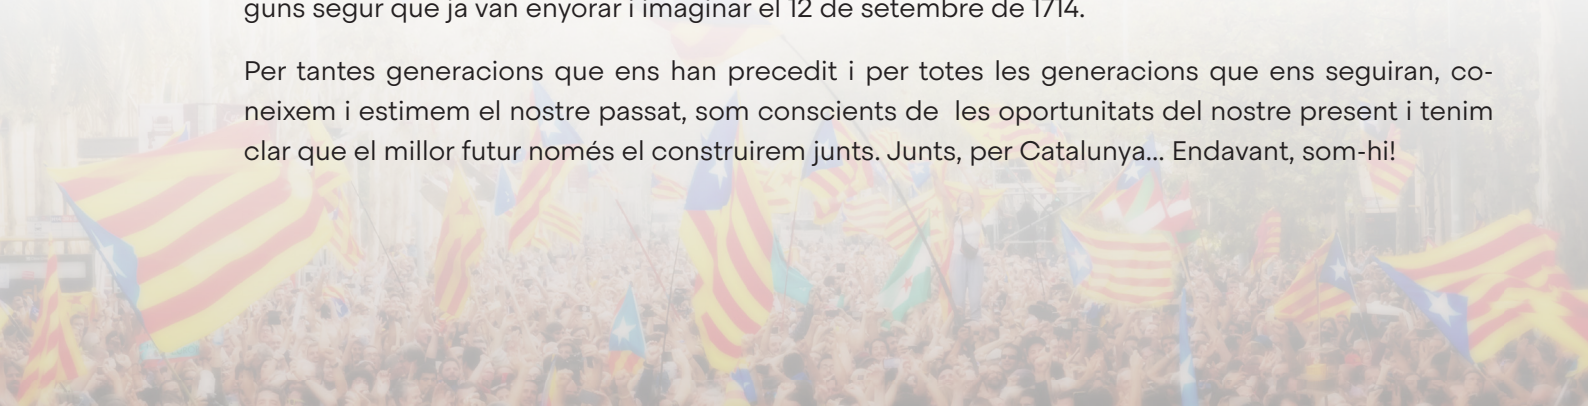 guns segur que ja van enyorar i imaginar el 12 de setembre de 1714.
Per tantes generacions que ens han precedit i per totes les generacions que ens seguiran, co-
neixem i estimem el nostre passat, som conscients de  les oportunitats del nostre present i tenim
clar que el millor futur només el construirem junts. Junts, per Catalunya... Endavant, som-hi!